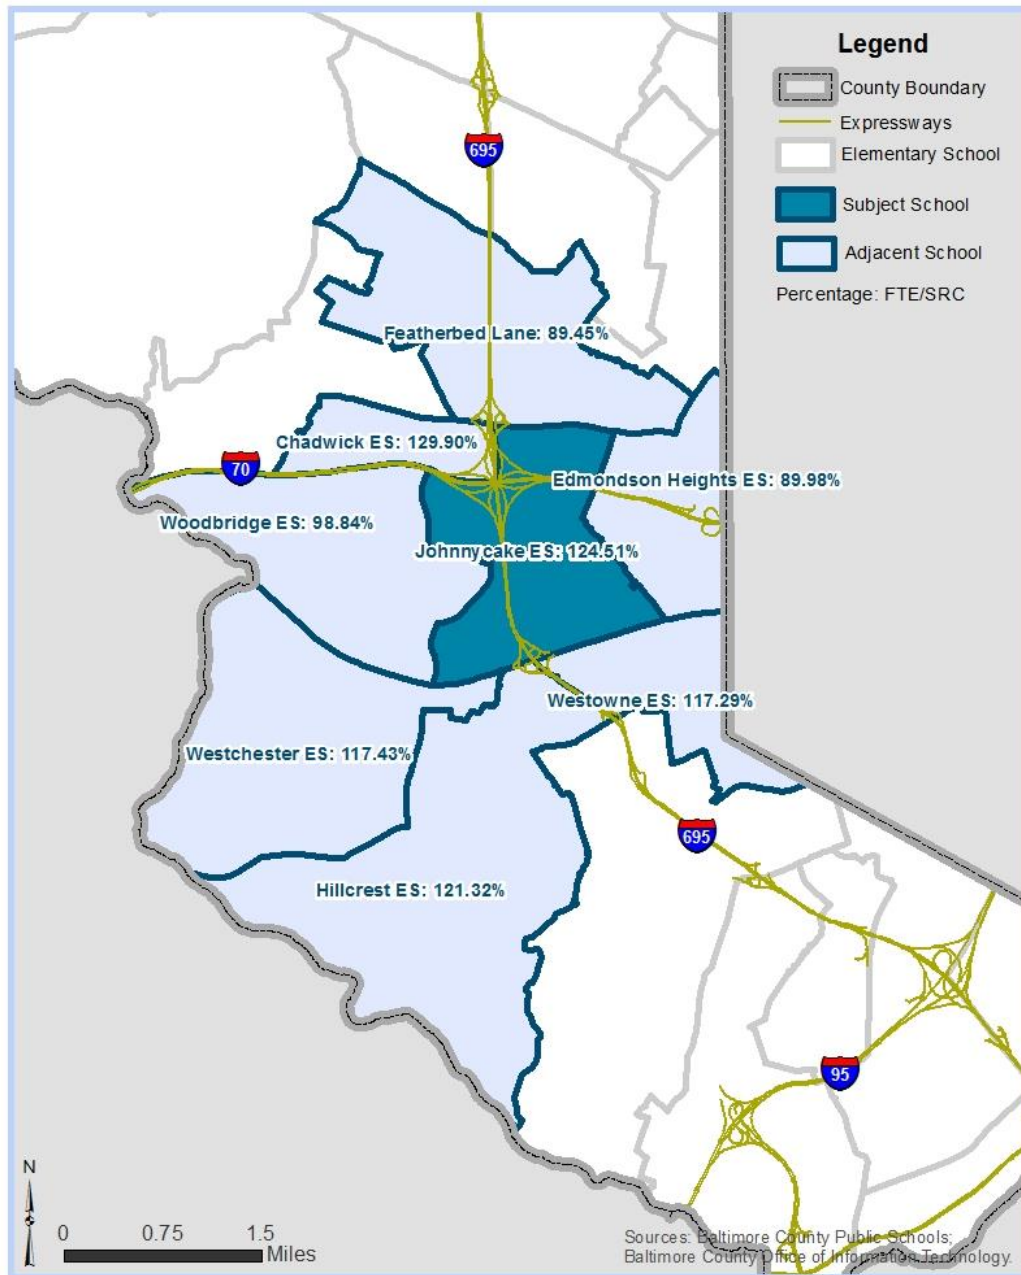 Legend
County Boundary
Expressways
Elementary School
Subject School
Adjacent School
Percentage: FTE/SRC
695
Featherbed Lane: 89.45%
Chadwick ES: 129.90%
70
Edmondson Heights ES: 89.98%
Woodbridge ES: 98.84%
Johnnycake ES: 124.51%
Westowne ES: 117.29%
Westchester ES: 117.43%
695
Hillcrest ES: 121.32%
95
N
0 0.75 1.5
Miles
Sources: Baltimore County Public Schools;
Baltimore County Office of Information Technology.